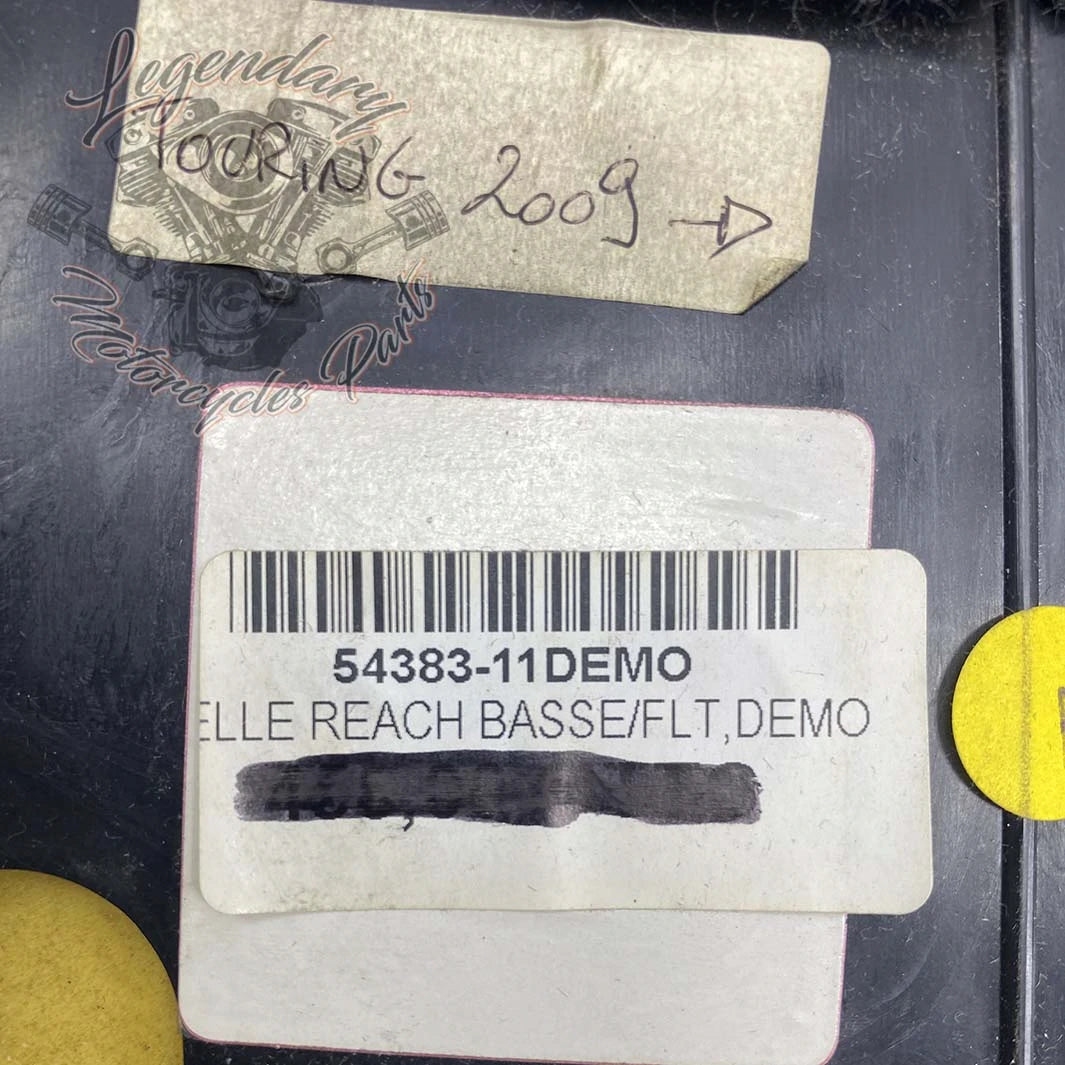 Legendary
TOURING 2009 →
Motorcycles Parts
54383-11DEMO
ELLE REACH BASSE/FLT,DEMO